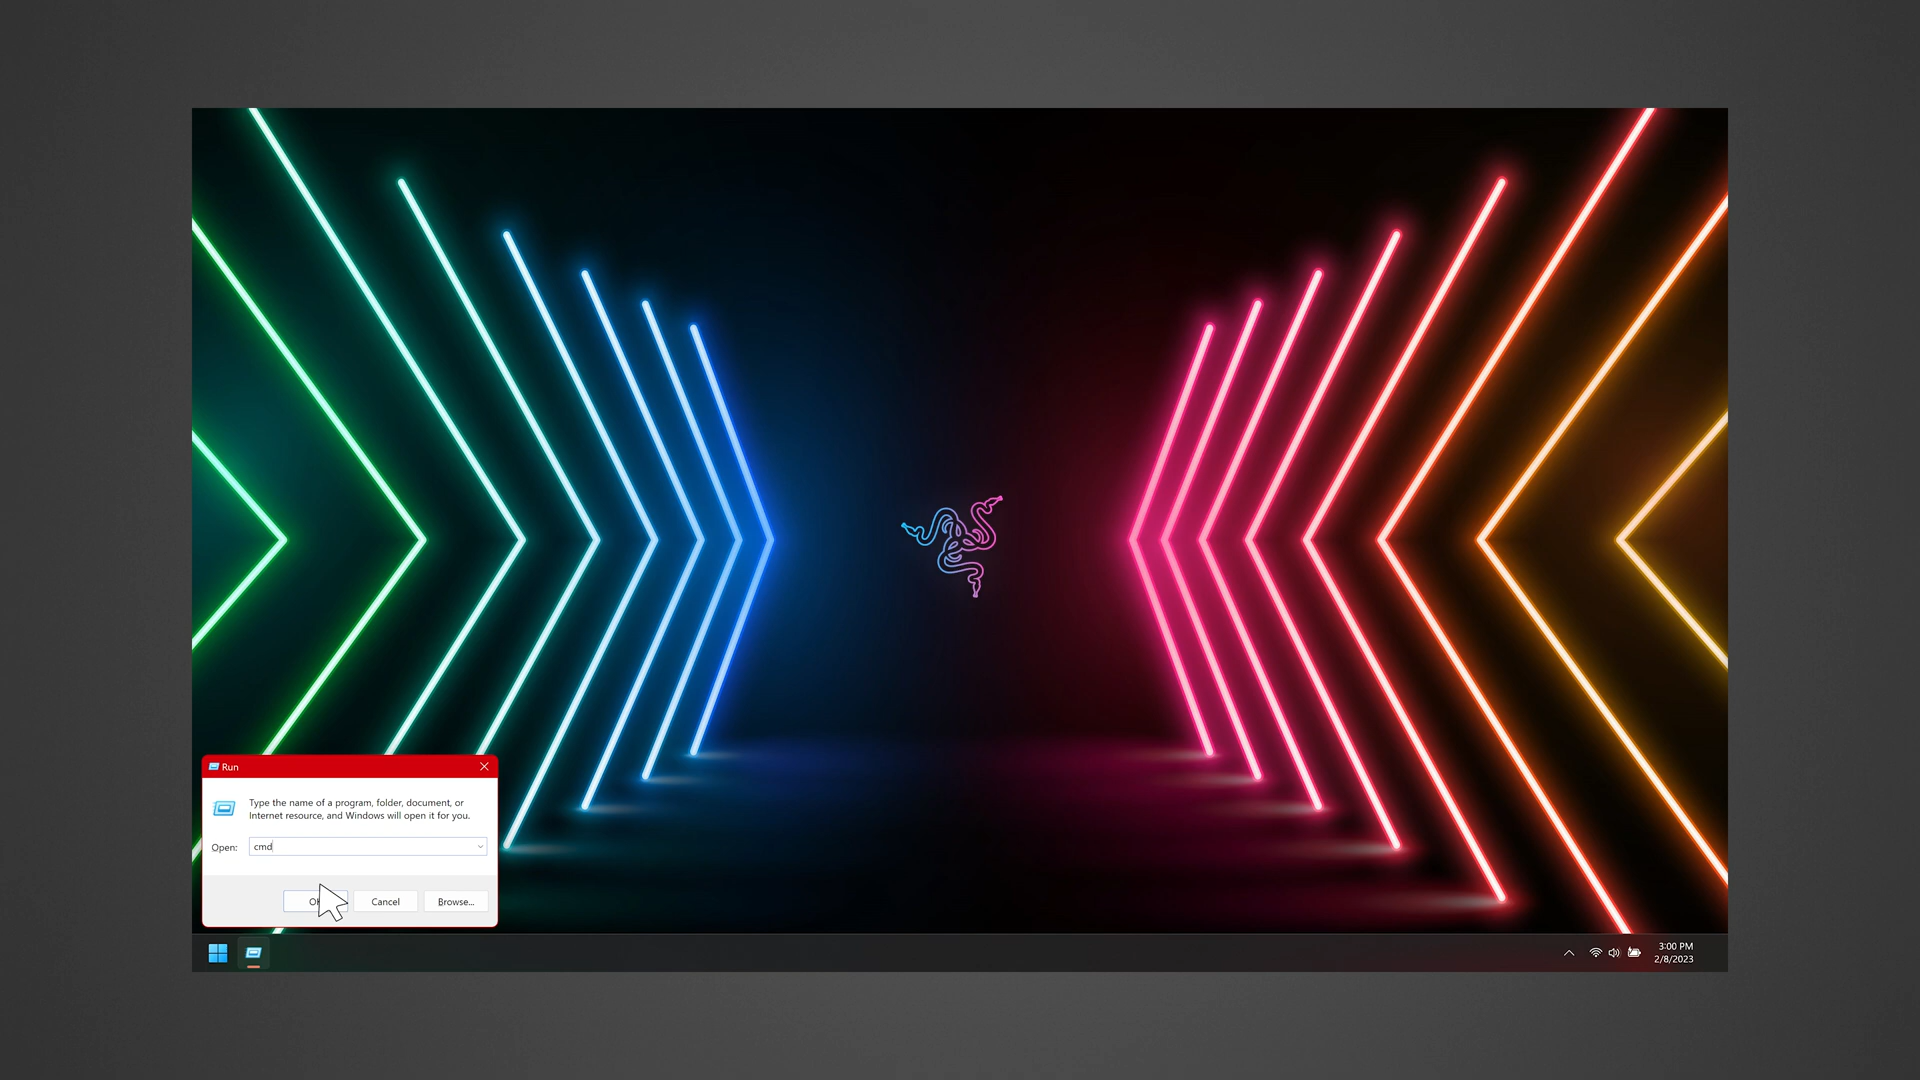 Run
Type the name of a program, folder, document, or
Internet resource, and Windows will open it for you.
Open:
cmd
OK
Cancel
Browse...
3:00 PM
2/8/2023